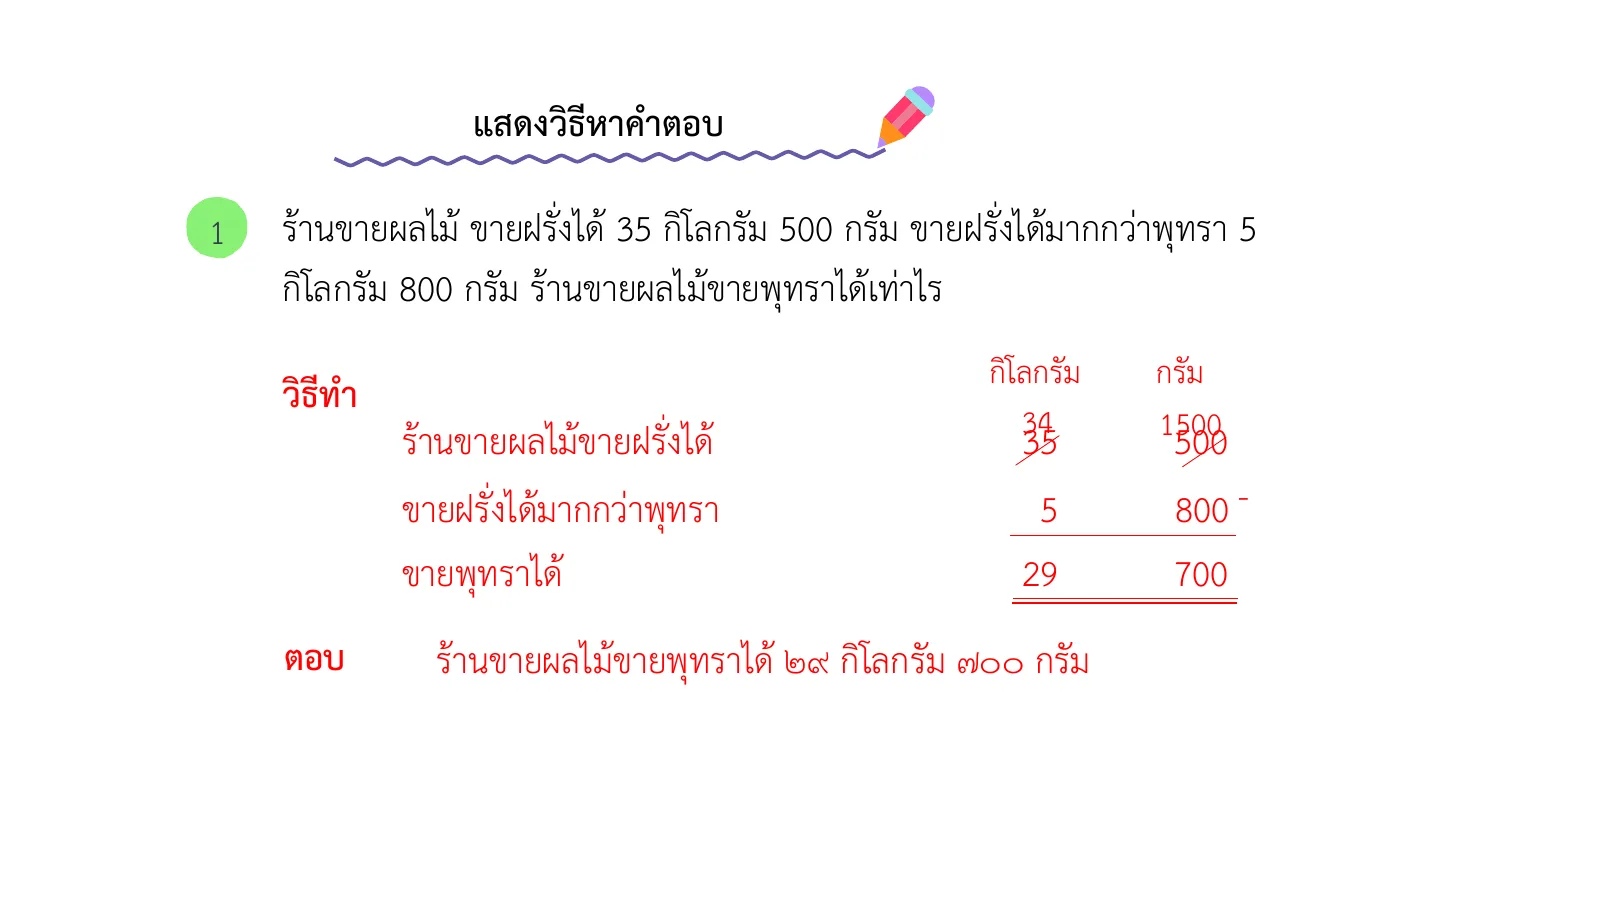 แสดงวิธีหาคำตอบ
1 ร้านขายผลไม้ ขายฝรั่งได้ 35 กิโลกรัม 500 กรัม ขายฝรั่งได้มากกว่าพุทรา 5
กิโลกรัม 800 กรัม ร้านขายผลไม้ขายพุทราได้เท่าไร
กิโลกรัม กรัม
วิธีทำ
34 1500
ร้านขายผลไม้ขายฝรั่งได้ 35 500
ขายฝรั่งได้มากกว่าพุทรา 5 800 -
ขายพุทราได้ 29 700
ตอบ ร้านขายผลไม้ขายพุทราได้ ๒๙ กิโลกรัม ๗๐๐ กรัม